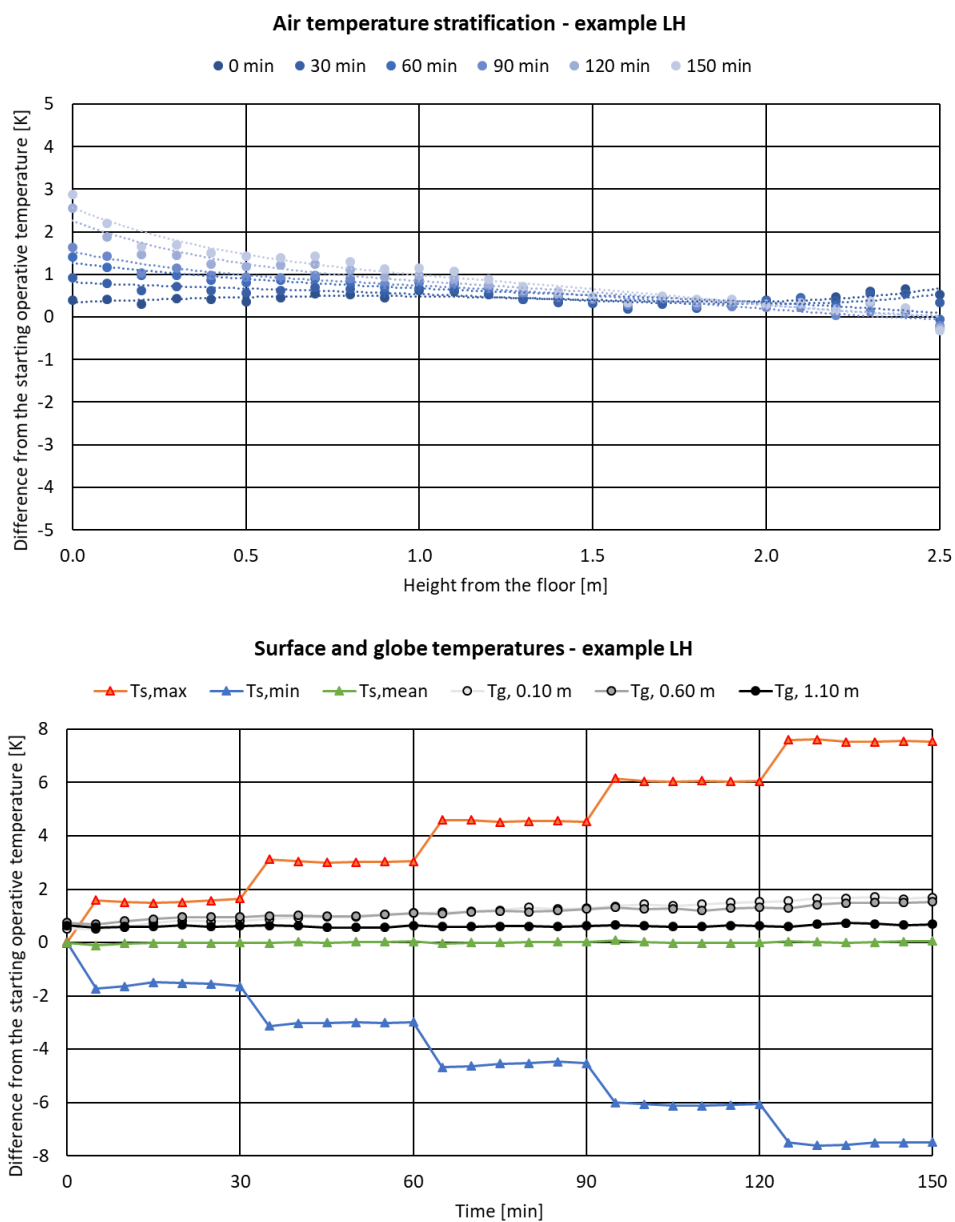 Air temperature stratification - example LH
0 min 30 min 60 min 90 min 120 min 150 min
Difference from the starting operative temperature [K]
5
4
3
2
1
0
-1
-2
-3
-4
-5
0.0 0.5 1.0 1.5 2.0 2.5
Height from the floor [m]
Surface and globe temperatures - example LH
Ts,max Ts,min Ts,mean Tg, 0.10 m Tg, 0.60 m Tg, 1.10 m
Difference from the starting operative temperature [K]
8
6
4
2
0
-2
-4
-6
-8
0 30 60 90 120 150
Time [min]